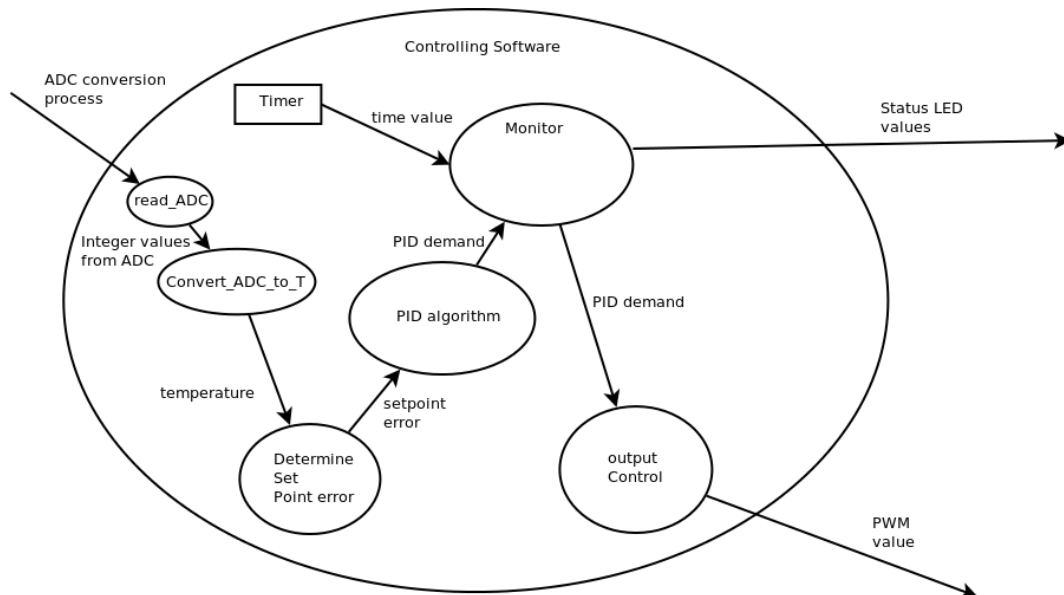 Controlling Software
ADC conversion
process
Timer
time value
Monitor
Status LED
values
read_ADC
Integer values
from ADC
Convert_ADC_to_T
PID demand
PID algorithm
PID demand
temperature
setpoint
error
Determine
Set
Point error
output
Control
PWM
value